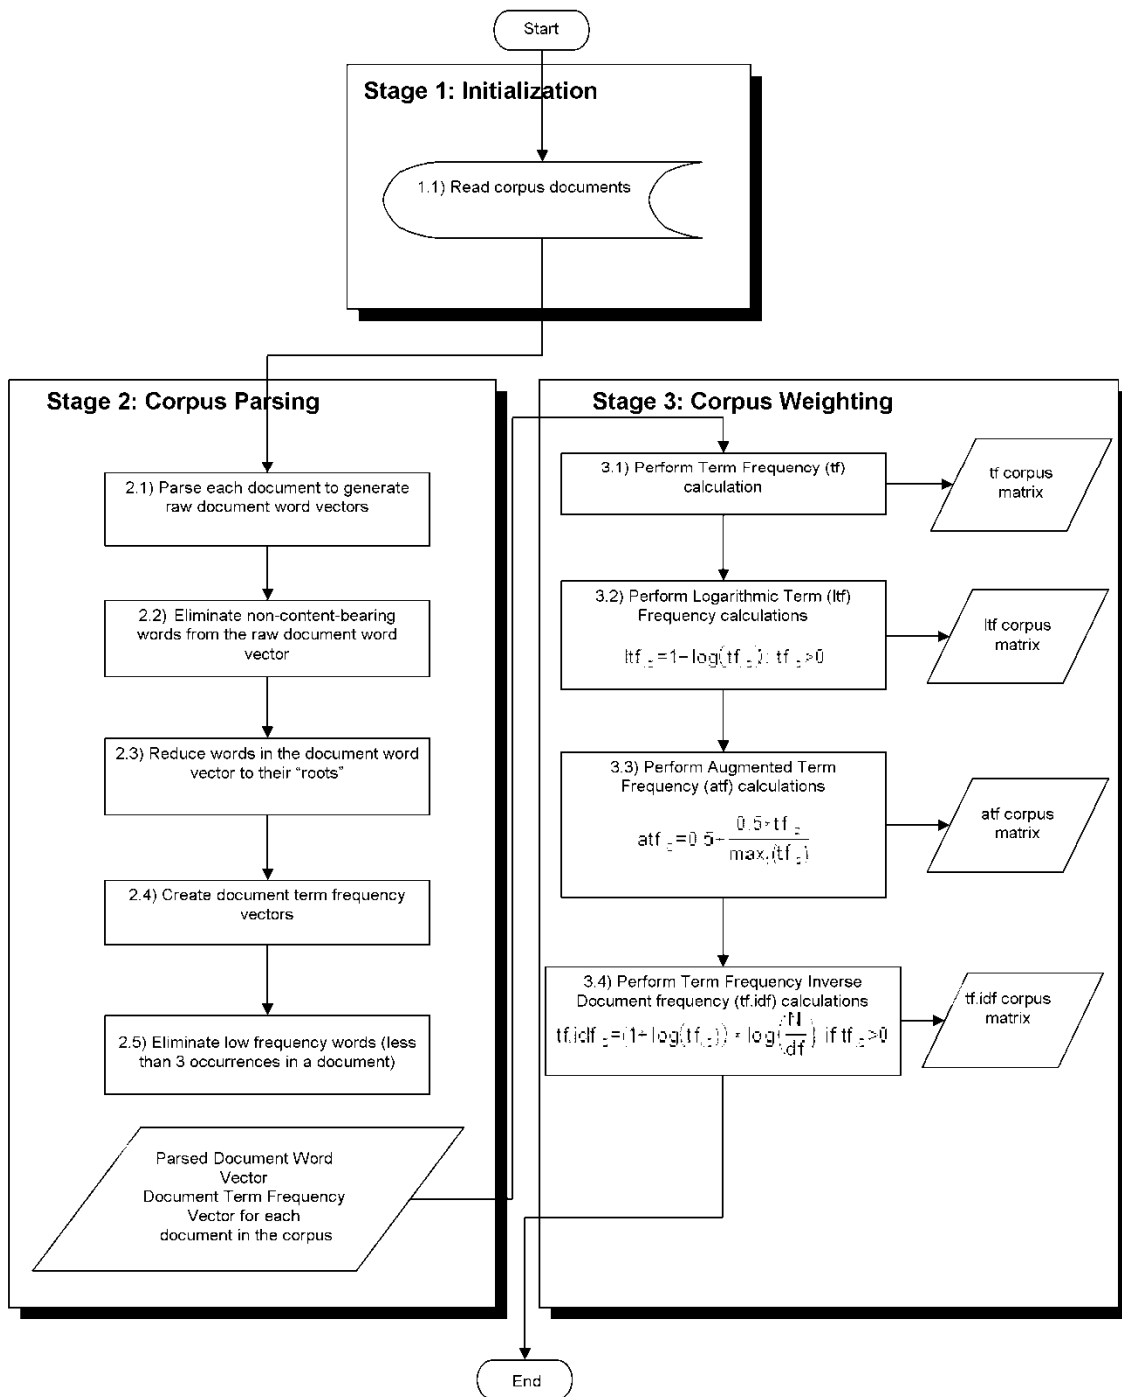 Start
Stage 1: Initialization
1.1) Read corpus documents
Stage 2: Corpus Parsing
2.1) Parse each document to generate
raw document word vectors
2.2) Eliminate non-content-bearing
words from the raw document word
vector
2.3) Reduce words in the document word
vector to their “roots”
2.4) Create document term frequency
vectors
2.5) Eliminate low frequency words (less
than 3 occurrences in a document)
Parsed Document Word
Vector
Document Term Frequency
Vector for each
document in the corpus
Stage 3: Corpus Weighting
3.1) Perform Term Frequency (tf)
calculation
tf corpus
matrix
3.2) Perform Logarithmic Term (ltf)
Frequency calculations
ltf corpus
matrix
3.3) Perform Augmented Term
Frequency (atf) calculations
atf corpus
matrix
3.4) Perform Term Frequency Inverse
Document frequency (tf.idf) calculations
tf.idf corpus
matrix
End